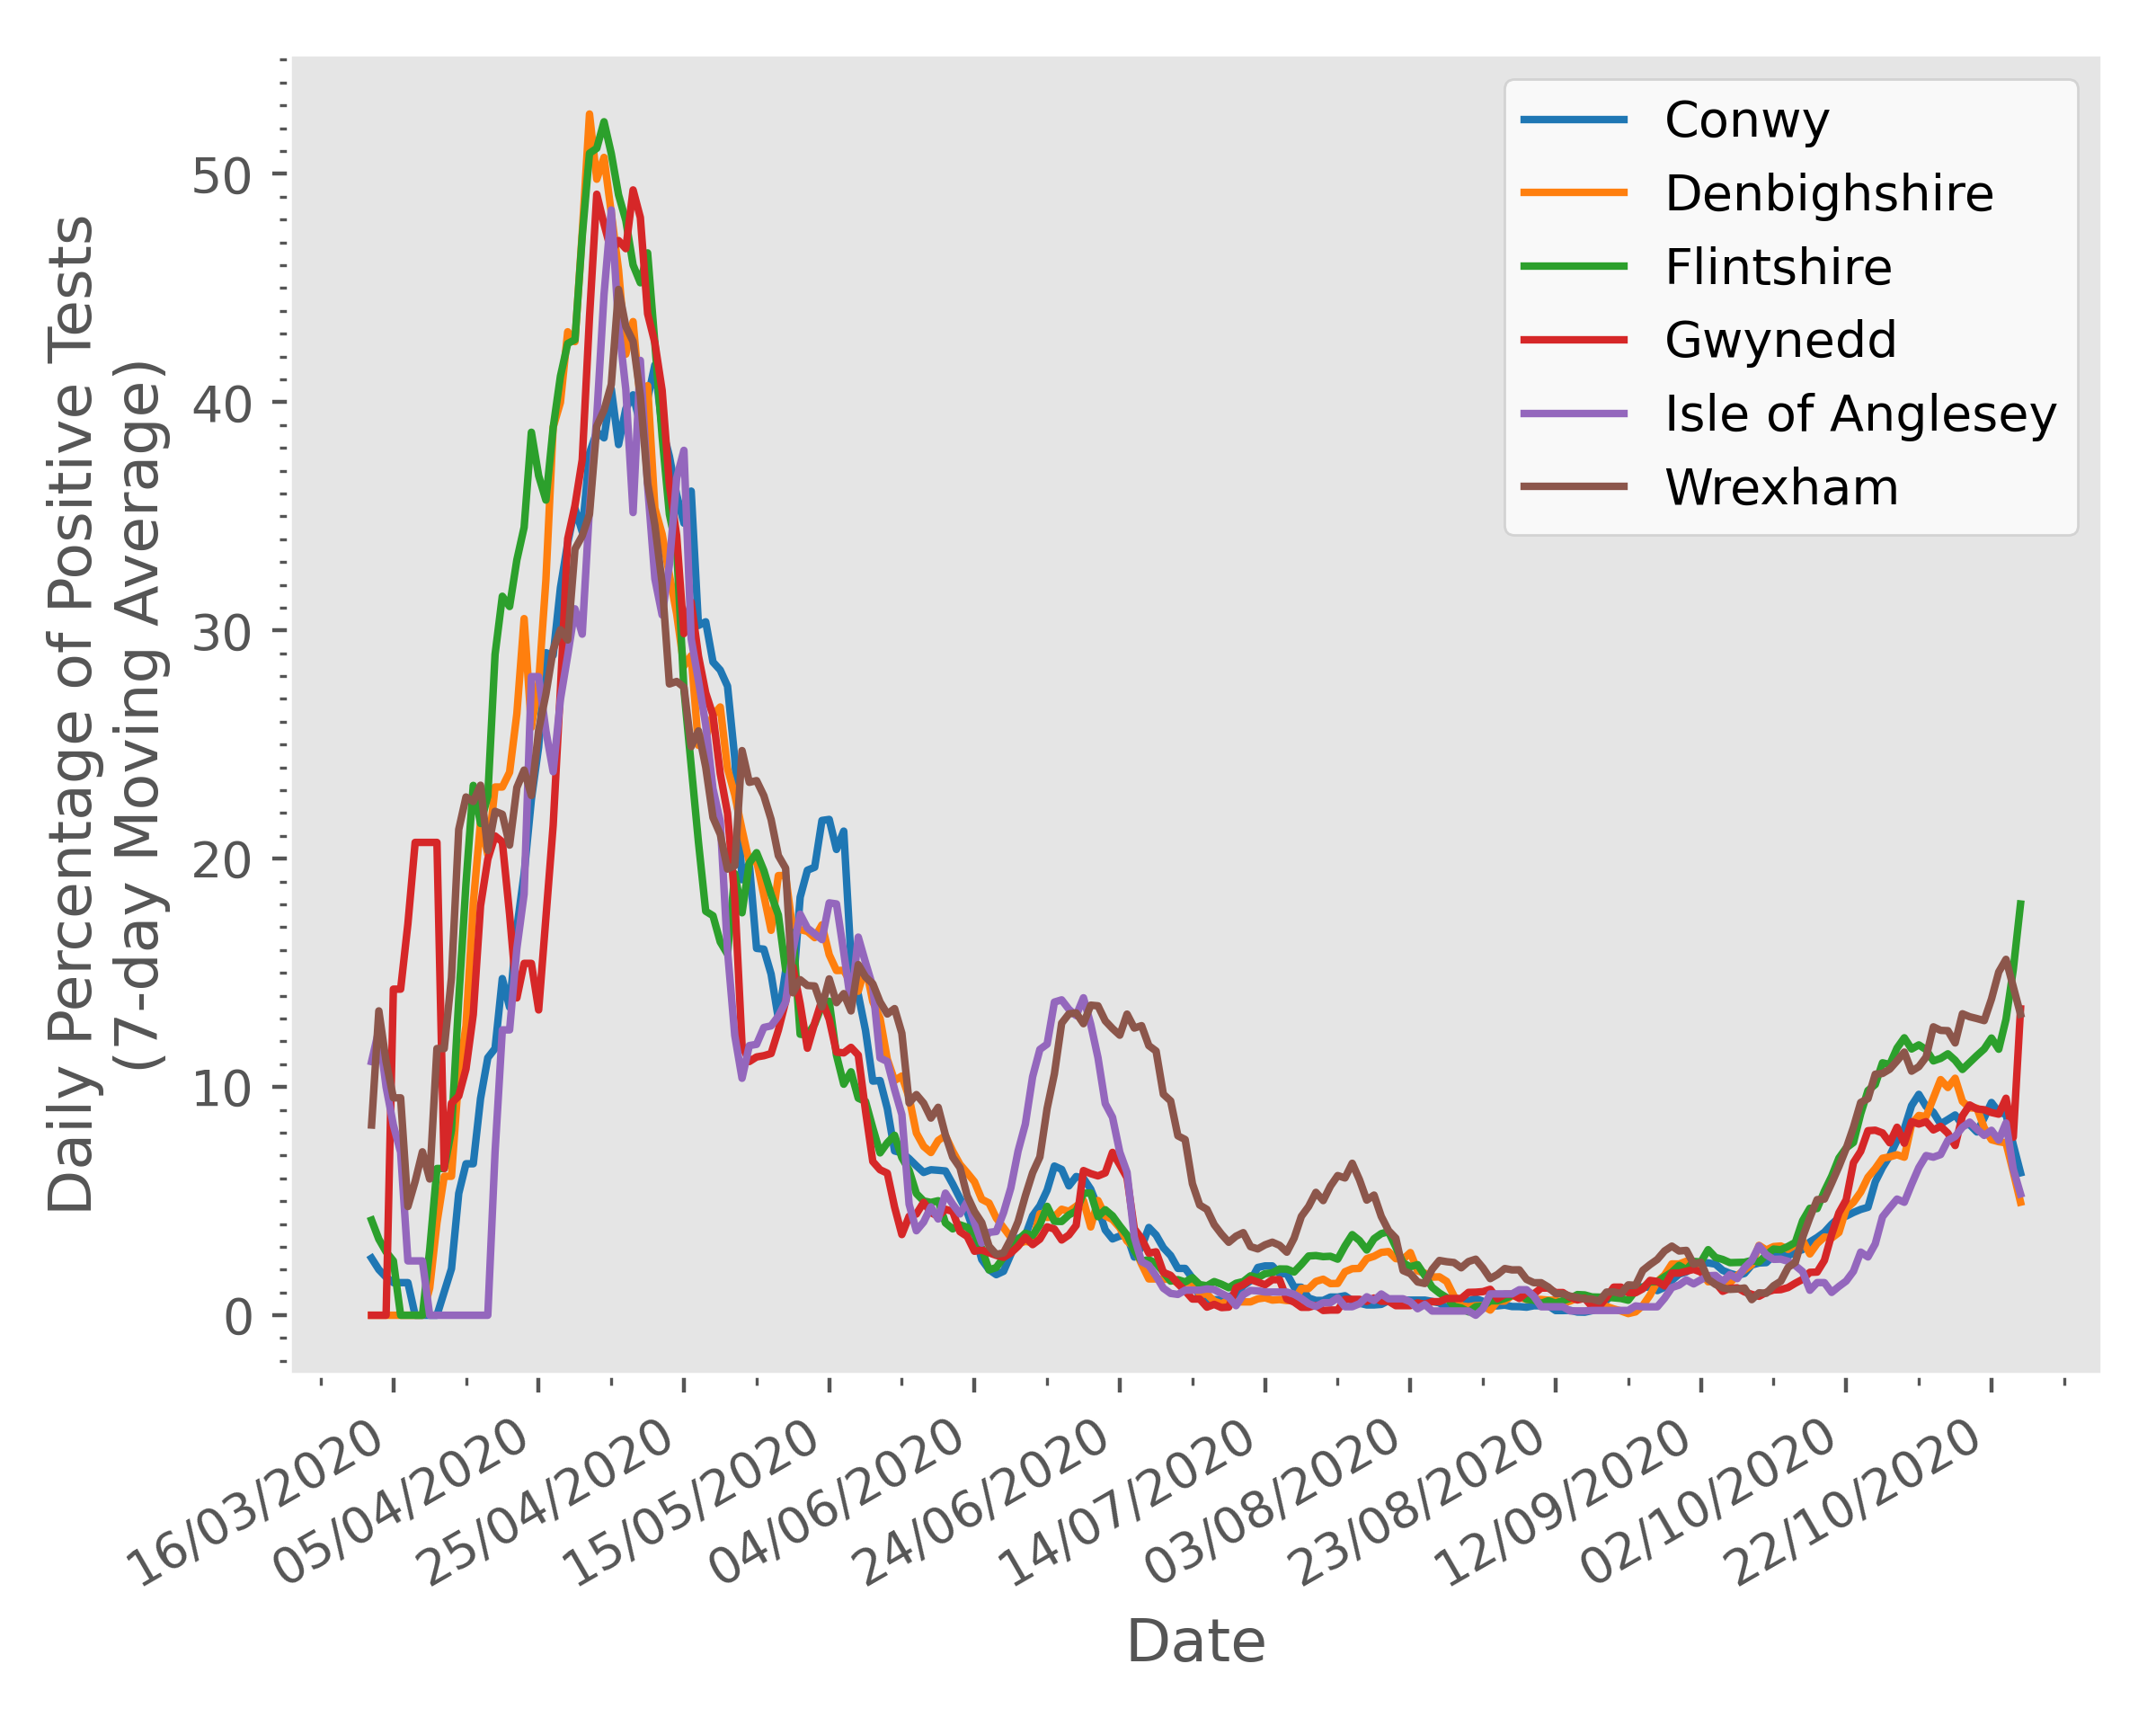 Daily Percentage of Positive Tests
(7-day Moving Average)
50
40
30
20
10
0
Conwy
Denbighshire
Flintshire
Gwynedd
Isle of Anglesey
Wrexham
16/03/2020
05/04/2020
25/04/2020
15/05/2020
04/06/2020
24/06/2020
14/07/2020
03/08/2020
23/08/2020
12/09/2020
02/10/2020
22/10/2020
Date